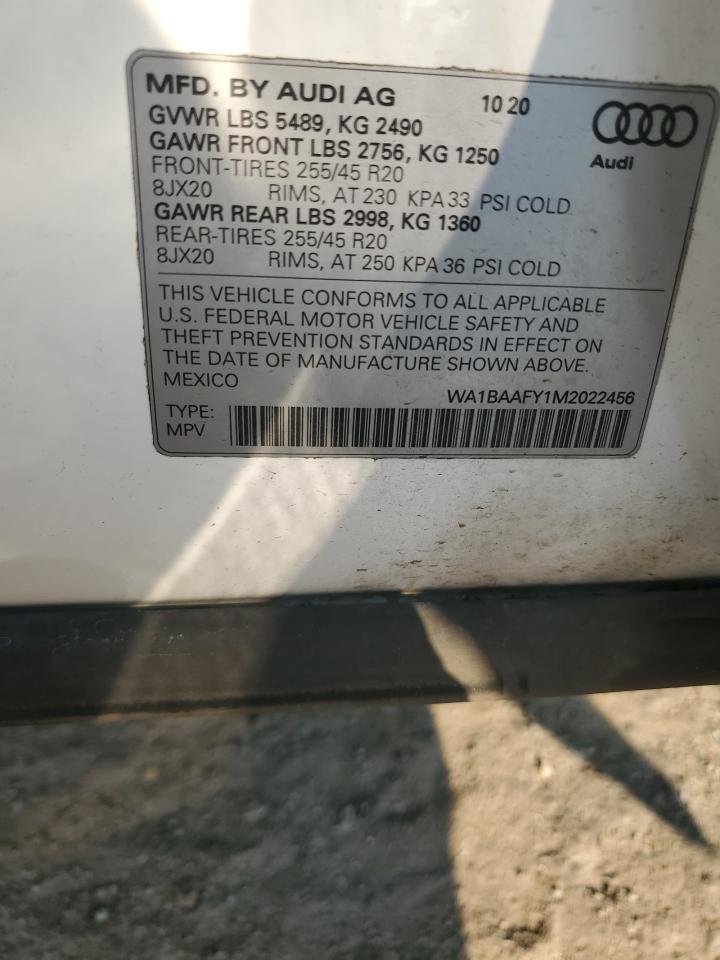 MFD. BY AUDI AG 10 20
GVWR LBS 5489, KG 2490
GAWR FRONT LBS 2756, KG 1250
Audi
FRONT-TIRES 255/45 R20
8JX20 RIMS, AT 230 KPA 33 PSI COLD
GAWR REAR LBS 2998, KG 1360
REAR-TIRES 255/45 R20
8JX20 RIMS, AT 250 KPA 36 PSI COLD
THIS VEHICLE CONFORMS TO ALL APPLICABLE
U.S. FEDERAL MOTOR VEHICLE SAFETY AND
THEFT PREVENTION STANDARDS IN EFFECT ON
THE DATE OF MANUFACTURE SHOWN ABOVE.
MEXICO
WA1BAAFY1M2022456
TYPE:
MPV